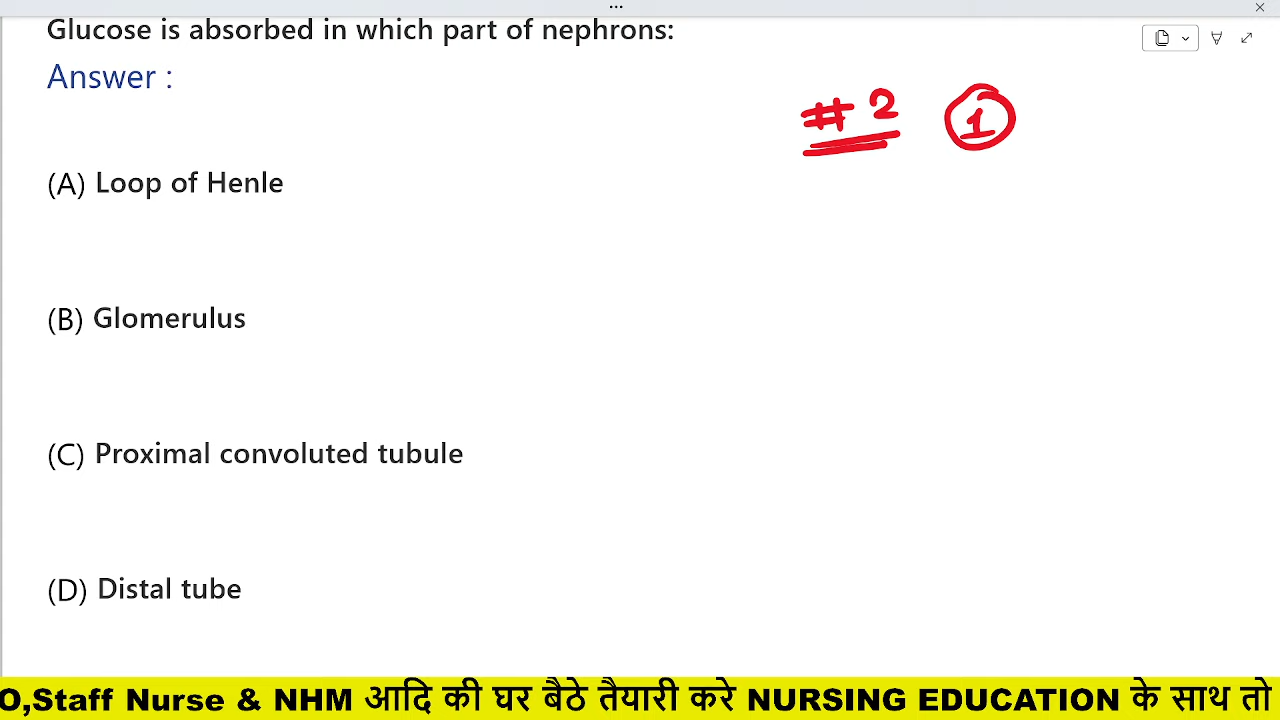 Glucose is absorbed in which part of nephrons:
Answer :
# 2 1
(A) Loop of Henle
(B) Glomerulus
(C) Proximal convoluted tubule
(D) Distal tube
O,Staff Nurse & NHM आदि की घर बैठे तैयारी करे NURSING EDUCATION के साथ तो